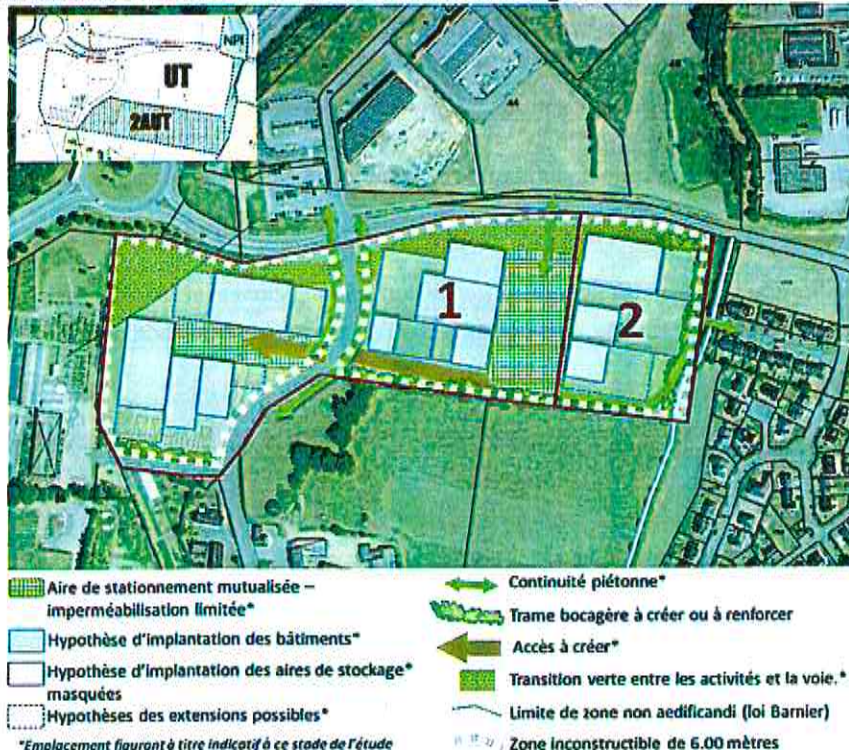 NPI
UT
2AUT
1
2
Aire de stationnement mutualisée –
imperméabilisation limitée*
Hypothèse d'implantation des bâtiments*
Hypothèse d'implantation des aires de stockage*
masquées
Hypothèses des extensions possibles*
*Emplacement figurant à titre indicatif à ce stade de l'étude
Continuité piétonne*
Trame bocagère à créer ou à renforcer
Accès à créer*
Transition verte entre les activités et la voie.*
Limite de zone non aedificandi (loi Barnier)
Zone inconstructible de 6.00 mètres